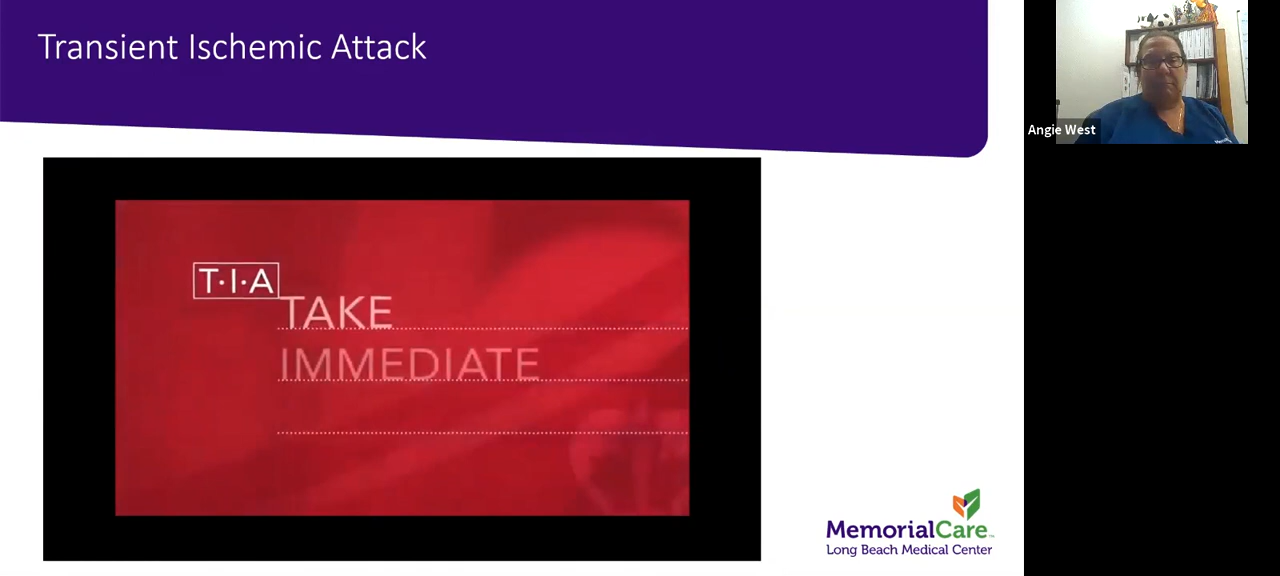 Transient Ischemic Attack
Angie West
T·I·A
TAKE
IMMEDIATE
MemorialCare
Long Beach Medical Center